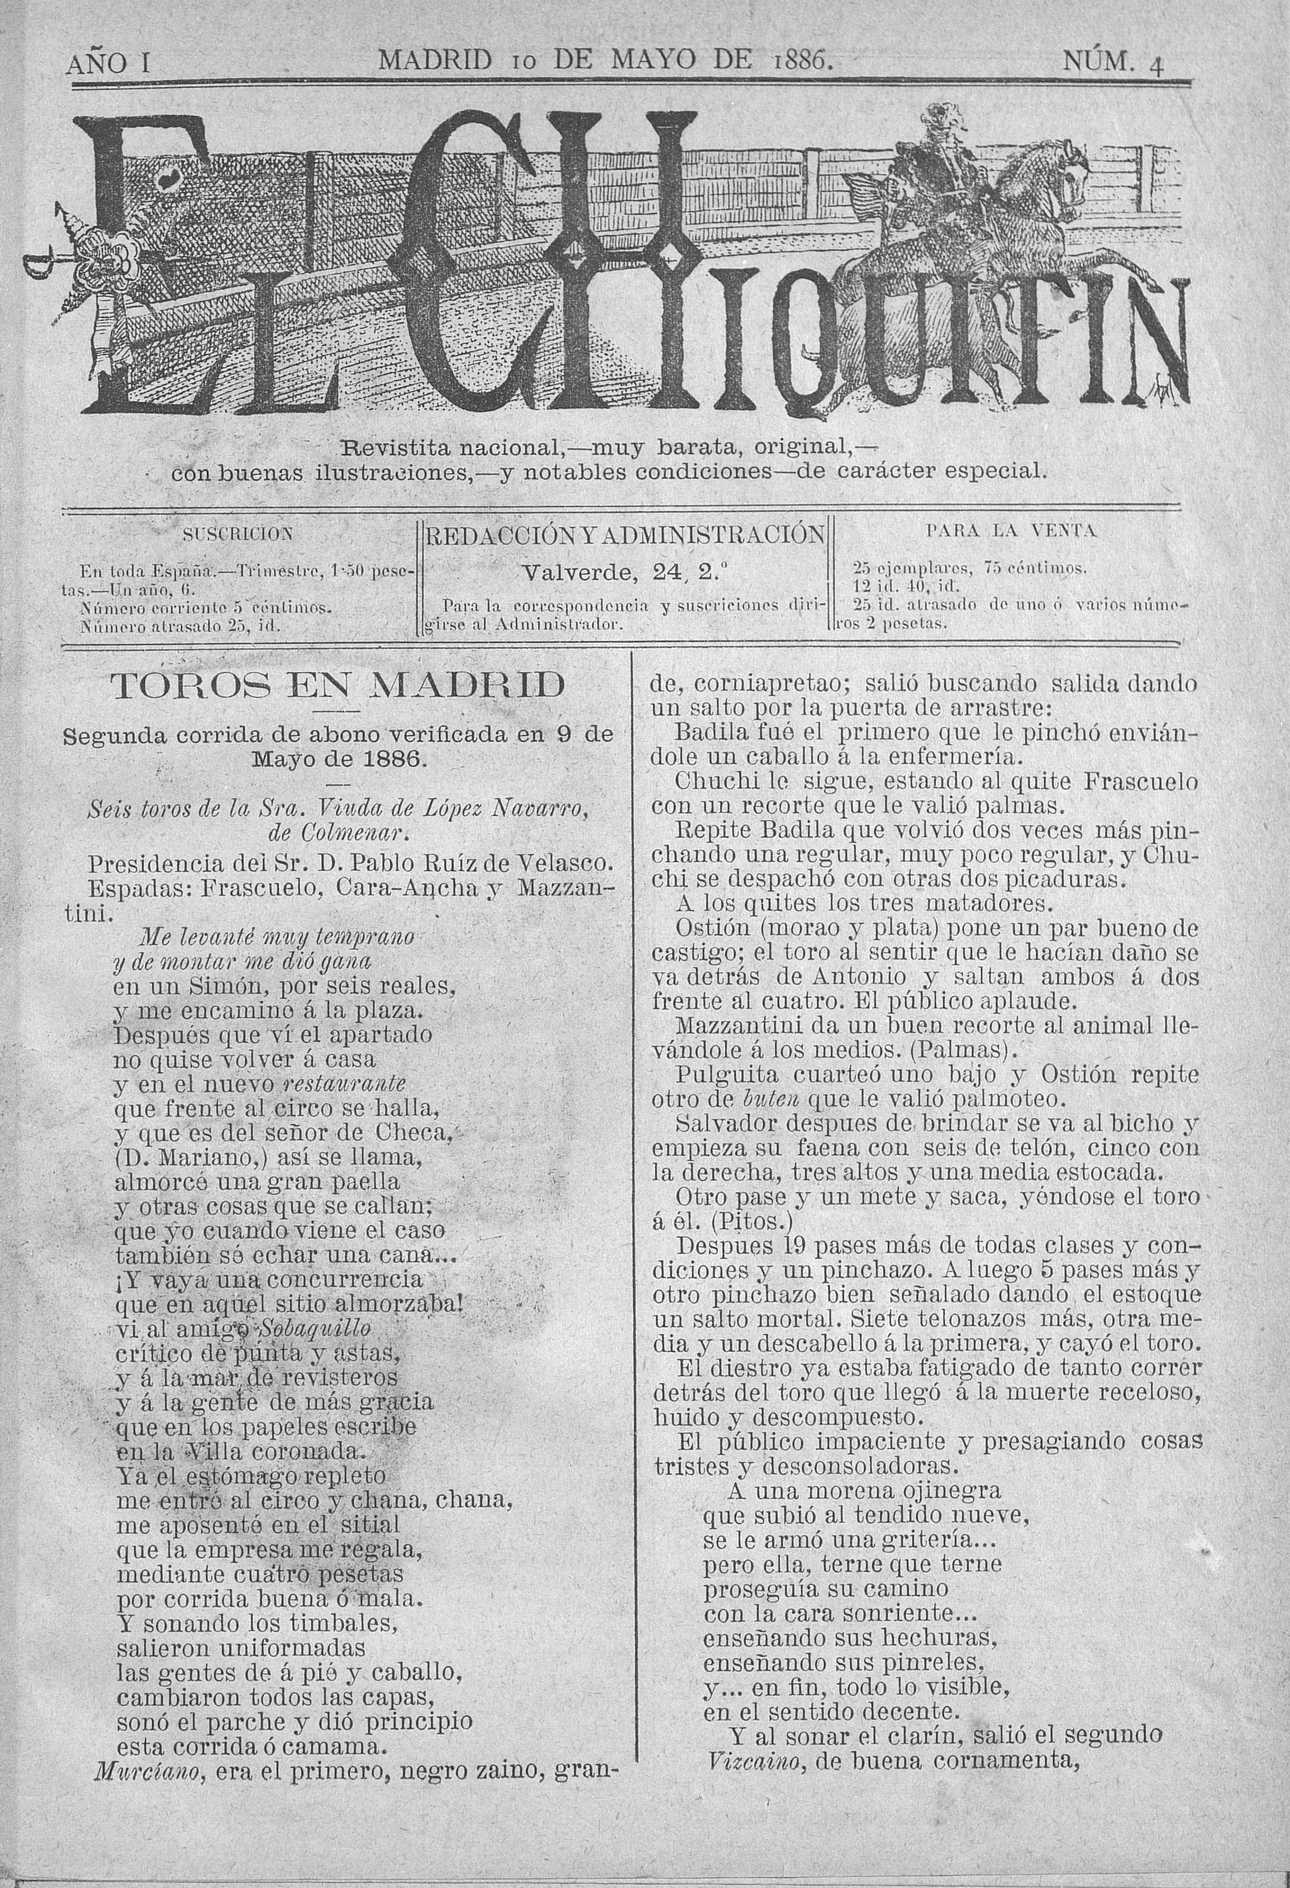 AÑO I
MADRID 10 DE MAYO DE 1886.
NÚM. 4
EL CHIQUITIN
Revistita nacional,—muy barata, original,—
con buenas ilustraciones,—y notables condiciones—de carácter especial.
SUSCRICION
En toda España.—Trimestre, 1·50 pese-
tas.—Un año, 6.
Número corriente 5 céntimos.
Número atrasado 25, id.
REDACCIÓN Y ADMINISTRACIÓN
Valverde, 24, 2.º
Para la correspondencia y suscriciones diri-
girse al Administrador.
PARA LA VENTA
25 ejemplares, 75 céntimos.
12 id. 40, id.
25 id. atrasado de uno ó varios núme-
ros 2 pesetas.
TOROS EN MADRID
Segunda corrida de abono verificada en 9 de
Mayo de 1886.
Seis toros de la Sra. Viuda de López Navarro,
de Colmenar.
Presidencia del Sr. D. Pablo Ruíz de Velasco.
Espadas: Frascuelo, Cara-Ancha y Mazzan-
tini.
Me levanté muy temprano
y de montar me dió gana
en un Simón, por seis reales,
y me encaminé á la plaza.
Después que ví el apartado
no quise volver á casa
y en el nuevo restaurante
que frente al circo se halla,
y que es del señor de Checa,
(D. Mariano,) así se llama,
almorcé una gran paella
y otras cosas que se callan;
que yo cuando viene el caso
también sé echar una cana...
¡Y vaya una concurrencia
que en aquel sitio almorzaba!
vi al amigo Sobaquillo
crítico de punta y astas,
y á la mar de revisteros
y á la gente de más gracia
que en los papeles escribe
en la Villa coronada.
Ya el estómago repleto
me entré al circo y chana, chana,
me aposenté en el sitial
que la empresa me regala,
mediante cuatro pesetas
por corrida buena ó mala.
Y sonando los timbales,
salieron uniformadas
las gentes de á pié y caballo,
cambiaron todos las capas,
sonó el parche y dió principio
esta corrida ó camama.
Murciano, era el primero, negro zaino, gran-
de, corniapretao; salió buscando salida dando
un salto por la puerta de arrastre:
Badila fué el primero que le pinchó envián-
dole un caballo á la enfermería.
Chuchi le sigue, estando al quite Frascuelo
con un recorte que le valió palmas.
Repite Badila que volvió dos veces más pin-
chando una regular, muy poco regular, y Chu-
chi se despachó con otras dos picaduras.
A los quites los tres matadores.
Ostión (morao y plata) pone un par bueno de
castigo; el toro al sentir que le hacían daño se
va detrás de Antonio y saltan ambos á dos
frente al cuatro. El público aplaude.
Mazzantini da un buen recorte al animal lle-
vándole á los medios. (Palmas).
Pulguita cuarteó uno bajo y Ostión repite
otro de buten que le valió palmoteo.
Salvador despues de brindar se va al bicho y
empieza su faena con seis de telón, cinco con
la derecha, tres altos y una media estocada.
Otro pase y un mete y saca, yéndose el toro
á él. (Pitos.)
Despues 19 pases más de todas clases y con-
diciones y un pinchazo. A luego 5 pases más y
otro pinchazo bien señalado dando el estoque
un salto mortal. Siete telonazos más, otra me-
dia y un descabello á la primera, y cayó el toro.
El diestro ya estaba fatigado de tanto correr
detrás del toro que llegó á la muerte receloso,
huido y descompuesto.
El público impaciente y presagiando cosas
tristes y desconsoladoras.
A una morena ojinegra
que subió al tendido nueve,
se le armó una gritería...
pero ella, terne que terne
proseguía su camino
con la cara sonriente...
enseñando sus hechuras,
enseñando sus pinreles,
y... en fin, todo lo visible,
en el sentido decente.
Y al sonar el clarín, salió el segundo
Vizcaino, de buena cornamenta,